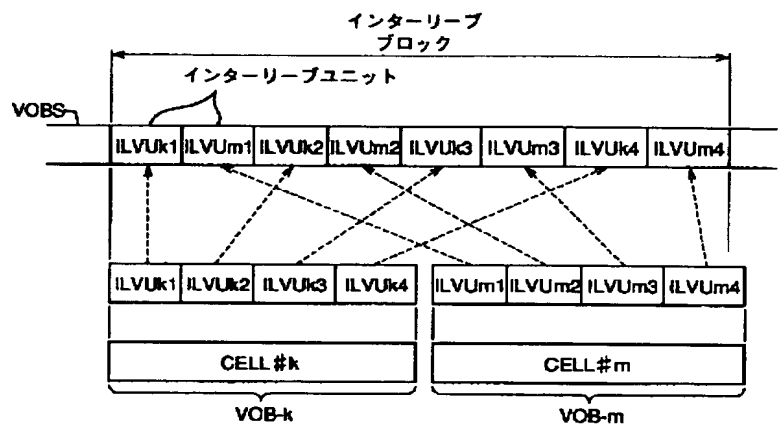 インターリーブ
ブロック
インターリーブユニット
VOBS
ILVUk1 ILVUm1 ILVUk2 ILVUm2 ILVUk3 ILVUm3 ILVUk4 ILVUm4
ILVUk1 ILVUk2 ILVUk3 ILVUk4 ILVUm1 ILVUm2 ILVUm3 ILVUm4
CELL#k CELL#m
VOB-k VOB-m